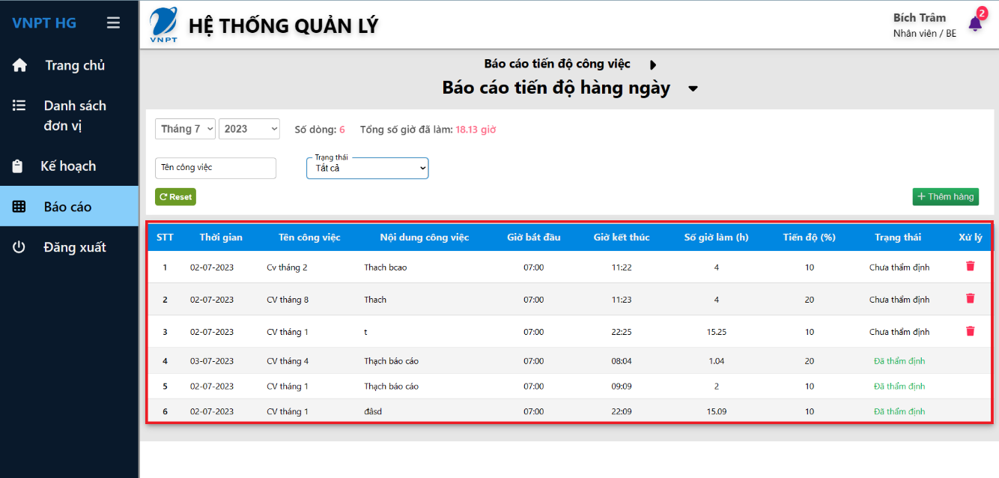 VNPT HG
Trang chủ
Danh sách
đơn vị
Kế hoạch
Báo cáo
Đăng xuất
VNPT
HỆ THỐNG QUẢN LÝ
Bích Trâm
Nhân viên / BE
2
Báo cáo tiến độ công việc
Báo cáo tiến độ hàng ngày
Tháng 7 2023 Số dòng: 6 Tổng số giờ đã làm: 18.13 giờ
Trạng thái
Tên công việc Tất cả
Reset + Thêm hàng
STT Thời gian Tên công việc Nội dung công việc Giờ bắt đầu Giờ kết thúc Số giờ làm (h) Tiến độ (%) Trạng thái Xử lý
1 02-07-2023 Cv tháng 2 Thach bcao 07:00 11:22 4 10 Chưa thẩm định
2 02-07-2023 CV tháng 8 Thach 07:00 11:23 4 20 Chưa thẩm định
3 02-07-2023 CV tháng 1 t 07:00 22:25 15.25 10 Chưa thẩm định
4 03-07-2023 CV tháng 4 Thạch báo cáo 07:00 08:04 1.04 20 Đã thẩm định
5 02-07-2023 CV tháng 1 Thạch báo cáo 07:00 09:09 2 10 Đã thẩm định
6 02-07-2023 CV tháng 1 đâsd 07:00 22:09 15.09 10 Đã thẩm định